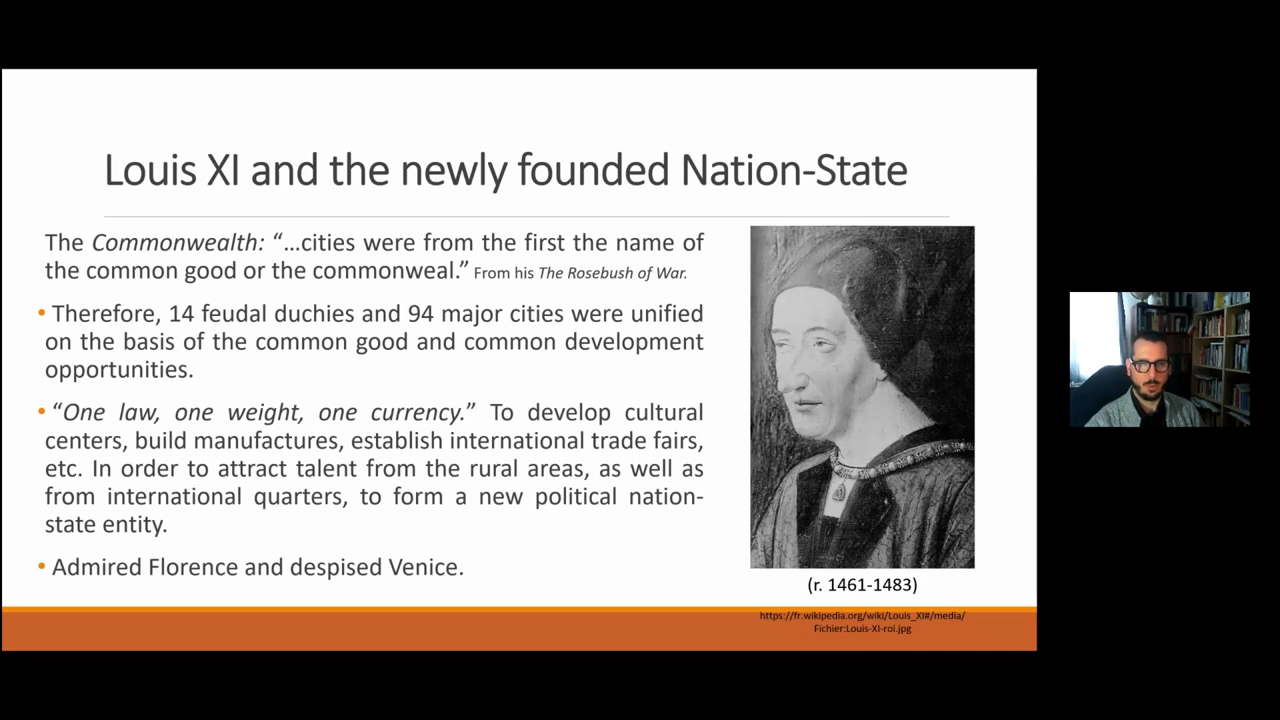 Louis XI and the newly founded Nation-State
The Commonwealth: “…cities were from the first the name of
the common good or the commonweal.” From his The Rosebush of War.
• Therefore, 14 feudal duchies and 94 major cities were unified
on the basis of the common good and common development
opportunities.
• “One law, one weight, one currency.” To develop cultural
centers, build manufactures, establish international trade fairs,
etc. In order to attract talent from the rural areas, as well as
from international quarters, to form a new political nation-
state entity.
• Admired Florence and despised Venice.
(r. 1461-1483)
https://fr.wikipedia.org/wiki/Louis_XI#/media/
Fichier:Louis-XI-roi.jpg